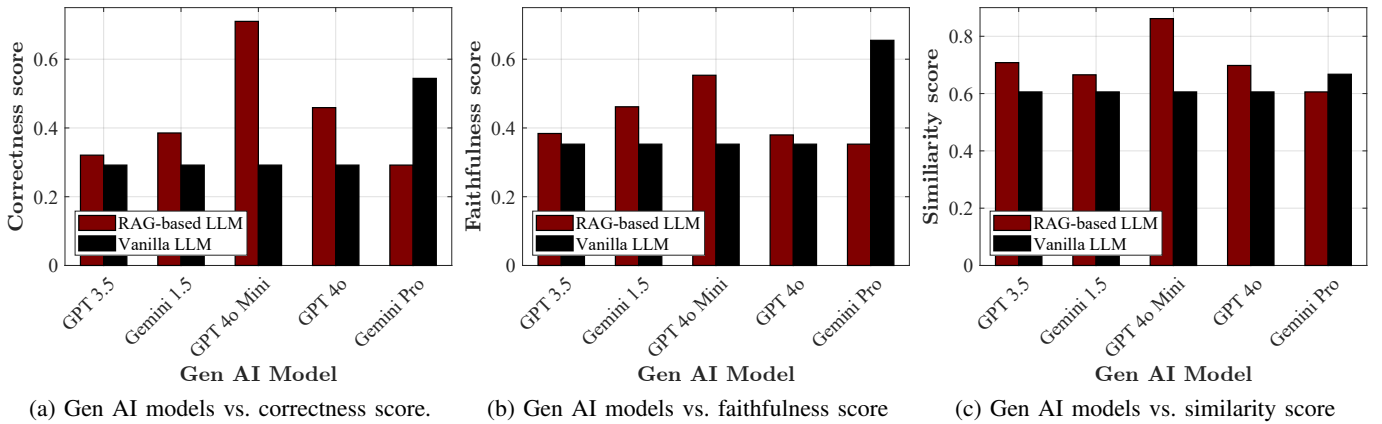 Correctness score
0.6
0.4
0.2
0
RAG-based LLM
Vanilla LLM
GPT 3.5
Gemini 1.5
GPT 4o Mini
GPT 4o
Gemini Pro
Gen AI Model
(a) Gen AI models vs. correctness score.
Faithfulness score
0.6
0.4
0.2
0
RAG-based LLM
Vanilla LLM
GPT 3.5
Gemini 1.5
GPT 4o Mini
GPT 4o
Gemini Pro
Gen AI Model
(b) Gen AI models vs. faithfulness score
Similiarity score
0.8
0.6
0.4
0.2
0
RAG-based LLM
Vanilla LLM
GPT 3.5
Gemini 1.5
GPT 4o Mini
GPT 4o
Gemini Pro
Gen AI Model
(c) Gen AI models vs. similarity score